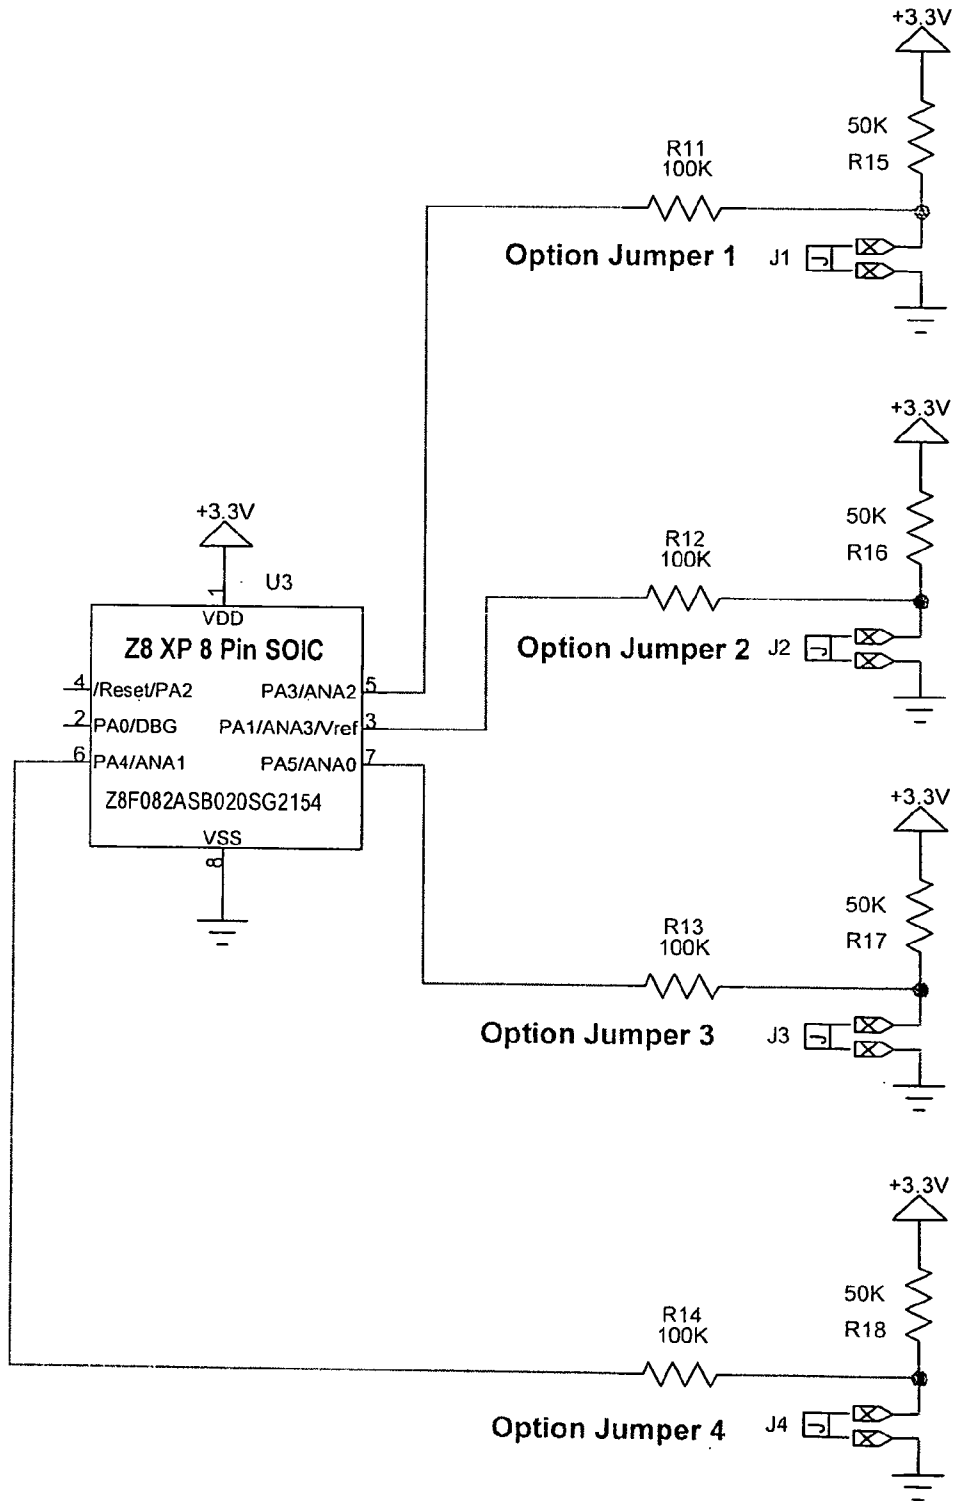 +3.3V
50K
R15
R11
100K
Option Jumper 1
J1
J
+3.3V
50K
R16
R12
100K
Option Jumper 2
J2
J
+3.3V
1
U3
VDD
Z8 XP 8 Pin SOIC
4 /Reset/PA2 PA3/ANA2 5
2 PA0/DBG PA1/ANA3/Vref 3
6 PA4/ANA1 PA5/ANA0 7
Z8F082ASB020SG2154
VSS
8
+3.3V
50K
R17
R13
100K
Option Jumper 3
J3
J
+3.3V
50K
R18
R14
100K
Option Jumper 4
J4
J